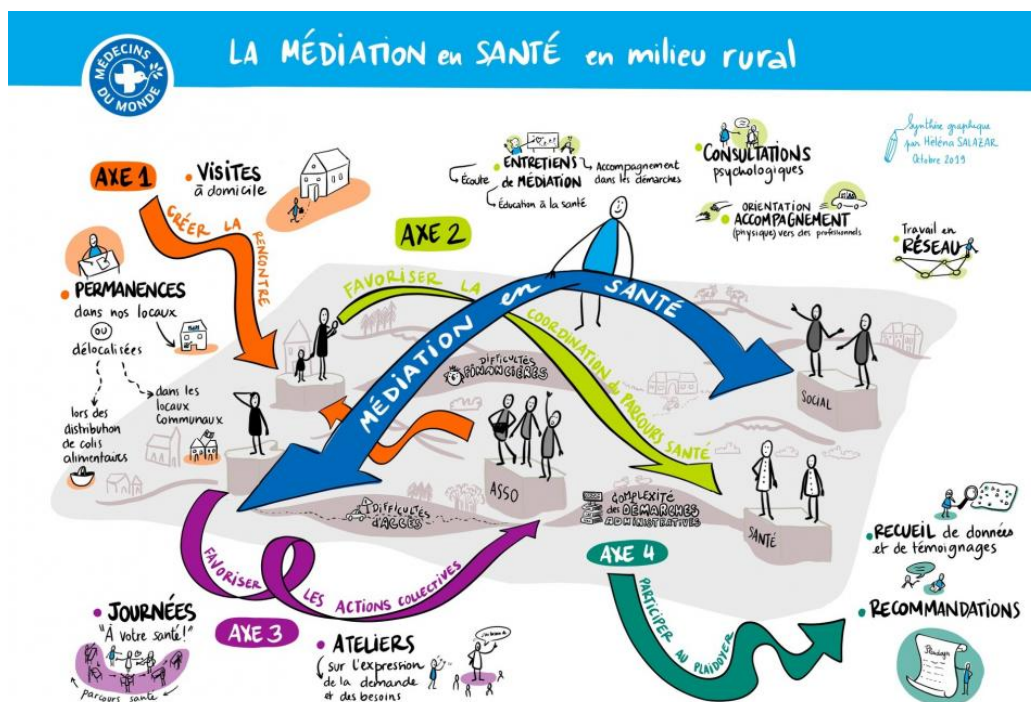 MÉDECINS
DU MONDE
LA MÉDIATION en SANTÉ en milieu rural
Synthèse graphique
par Héléna SALAZAR
Octobre 2019
AXE 1
CRÉER LA RENCONTRE
• VISITES
à domicile
• PERMANENCES
dans nos locaux
OU
délocalisées
lors des
distribution
de colis
alimentaires
dans les
locaux
Communaux
AXE 2
FAVORISER LA COORDINATION du PARCOURS SANTÉ
• ENTRETIENS
de MÉDIATION
Écoute
Éducation à la santé
Accompagnement
dans les démarches
• CONSULTATIONS
psychologiques
• ORIENTATION
ACCOMPAGNEMENT
(physique) vers des professionnels
• Travail en
RÉSEAU
MÉDIATION en SANTÉ
DIFFICULTÉS
FINANCIÈRES
SOCIAL
ASSO
DIFFICULTÉS
d'ACCÈS
COMPLEXITÉ
des DÉMARCHES
ADMINISTRATIVES
SANTÉ
AXE 3
FAVORISER LES ACTIONS COLLECTIVES
• JOURNÉES
"À votre santé!"
parcours santé
• ATELIERS
sur l'expression
de la demande
et des besoins
AXE 4
PARTICIPER AU PLAIDOYER
• RECUEIL de données
et de témoignages
• RECOMMANDATIONS
Plaidoyer